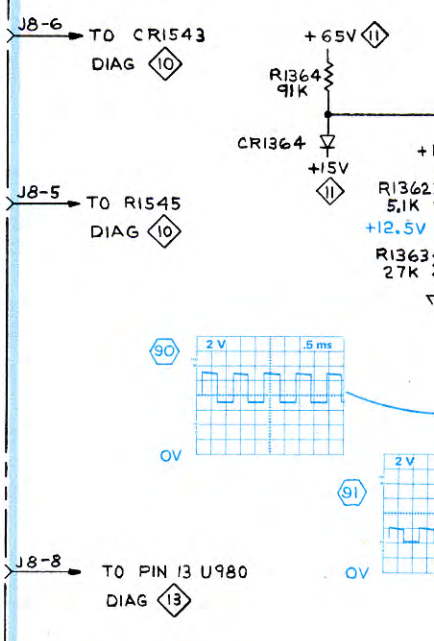 J8-6
TO CR1543
DIAG 10
+65V 11
R1364
91K
CR1364
+15V
11
J8-5
TO R1545
DIAG 10
R1362
5.1K
+12.5V
R1363
27K
90
2 V .5 ms
0V
91
2 V
0V
J8-8
TO PIN 13 U980
DIAG 13